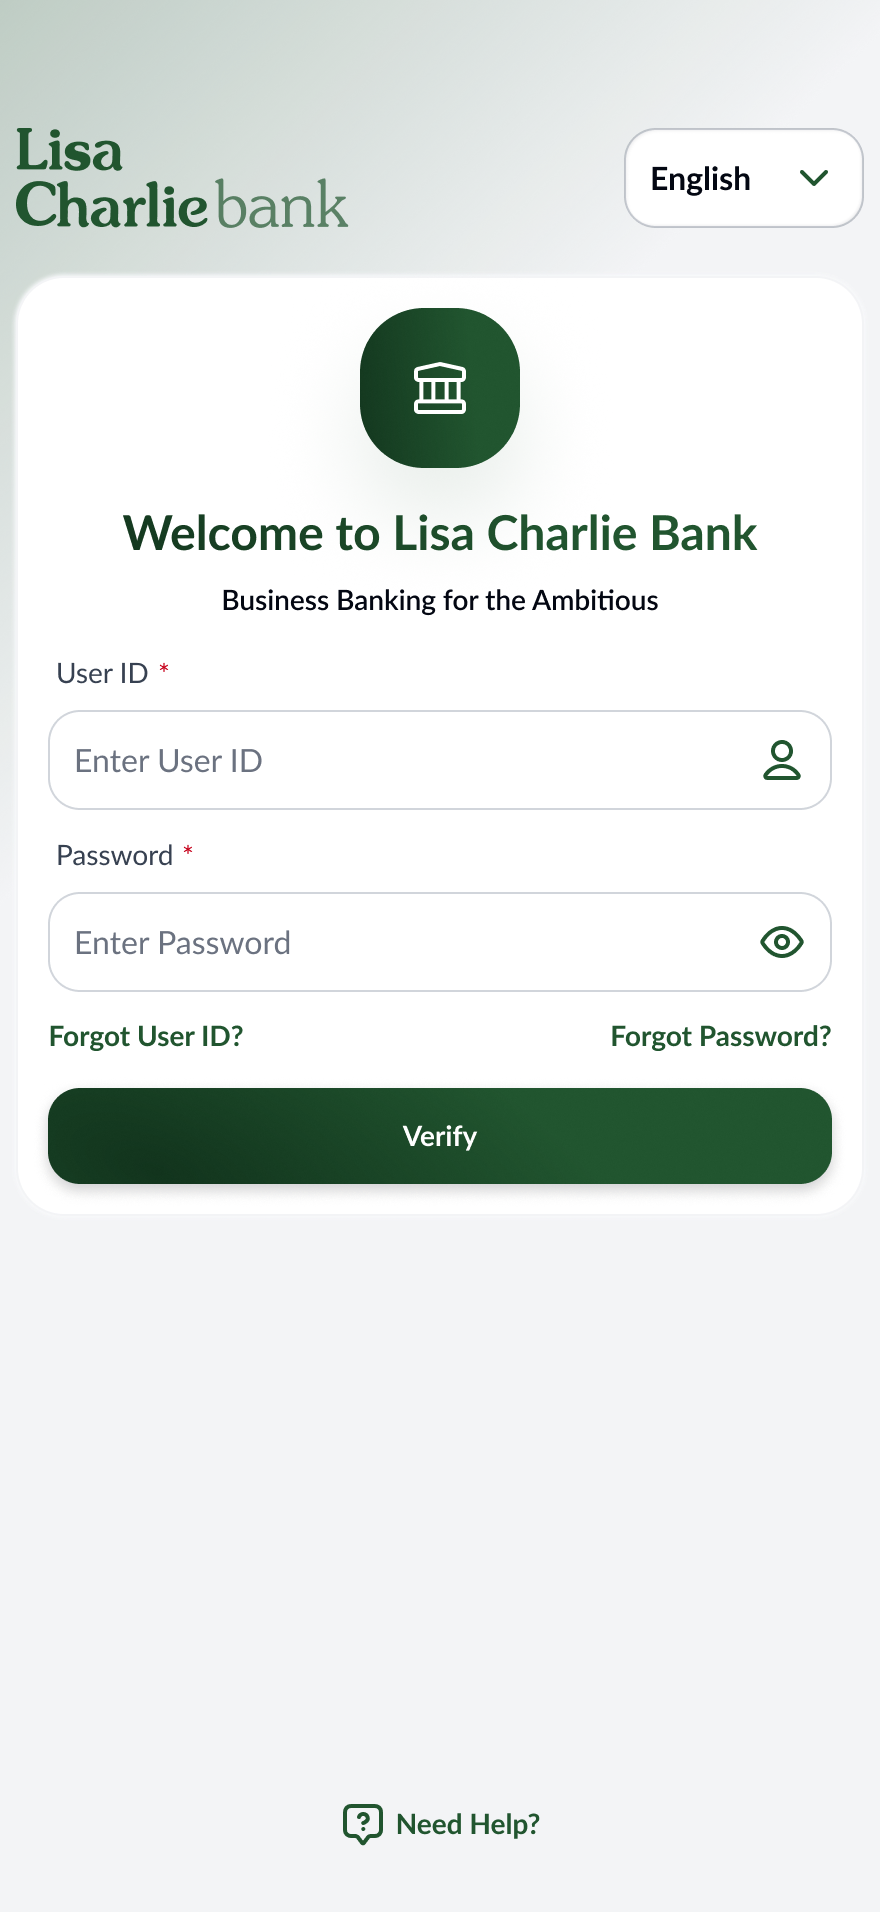 Lisa
Charlie bank
English
Welcome to Lisa Charlie Bank
Business Banking for the Ambitious
User ID *
Enter User ID
Password *
Enter Password
Forgot User ID?
Forgot Password?
Verify
Need Help?